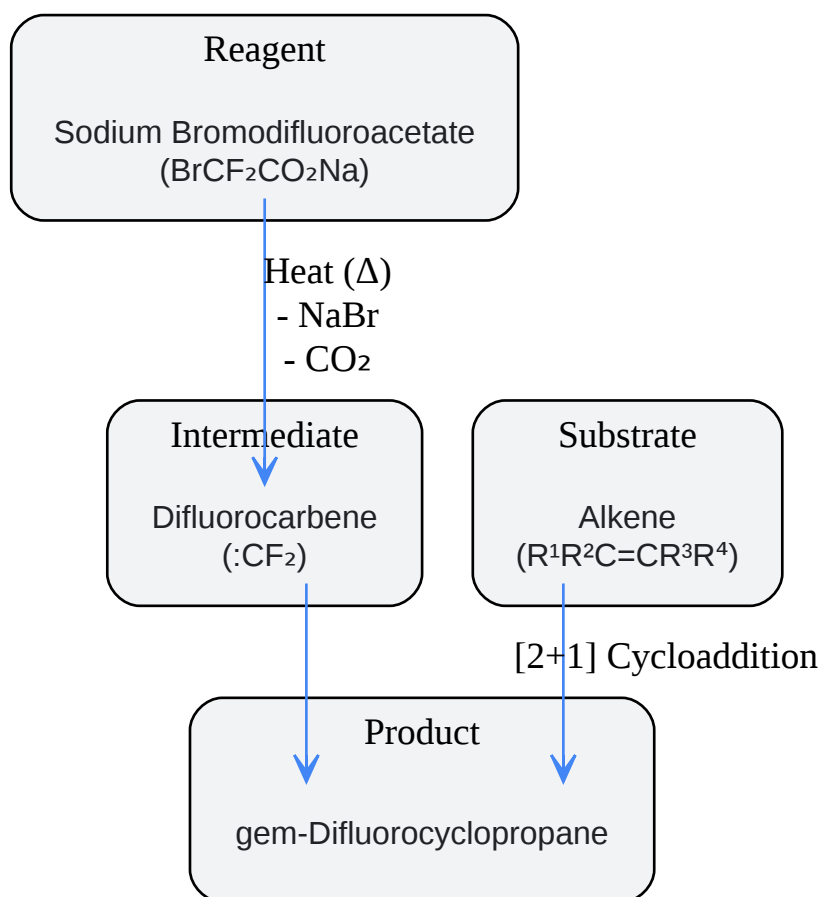 Reagent
Sodium Bromodifluoroacetate
(BrCF₂CO₂Na)
Heat (Δ)
- NaBr
- CO₂
Intermediate
Difluorocarbene
(:CF₂)
Substrate
Alkene
(R¹R²C=CR³R⁴)
[2+1] Cycloaddition
Product
gem-Difluorocyclopropane